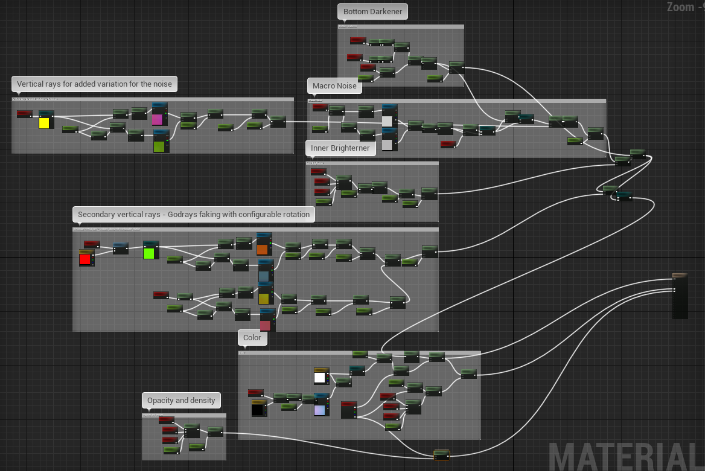 Zoom -
Bottom Darkener
Vertical rays for added variation for the noise
Macro Noise
Inner Brighterner
Secondary vertical rays - Godrays faking with configurable rotation
Color
Opacity and density
MATERIAL